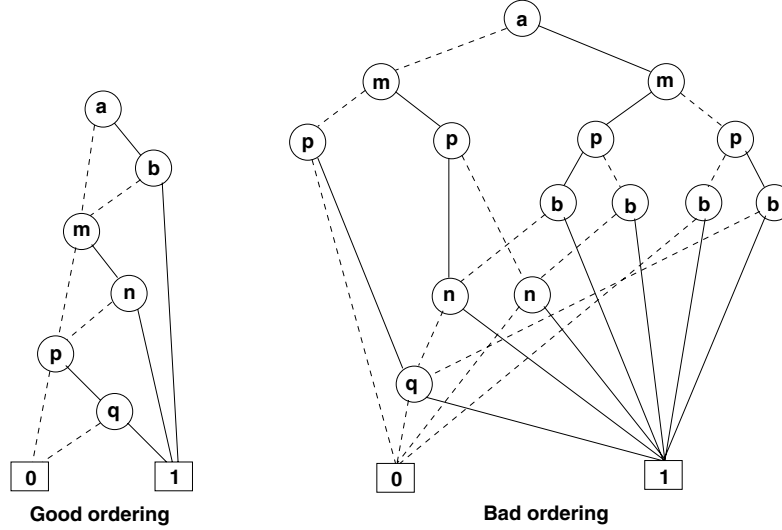 a
m m
a
p p p p
b
b b b b
m
n n n
p
q
q
0 1
0 1
Good ordering
Bad ordering